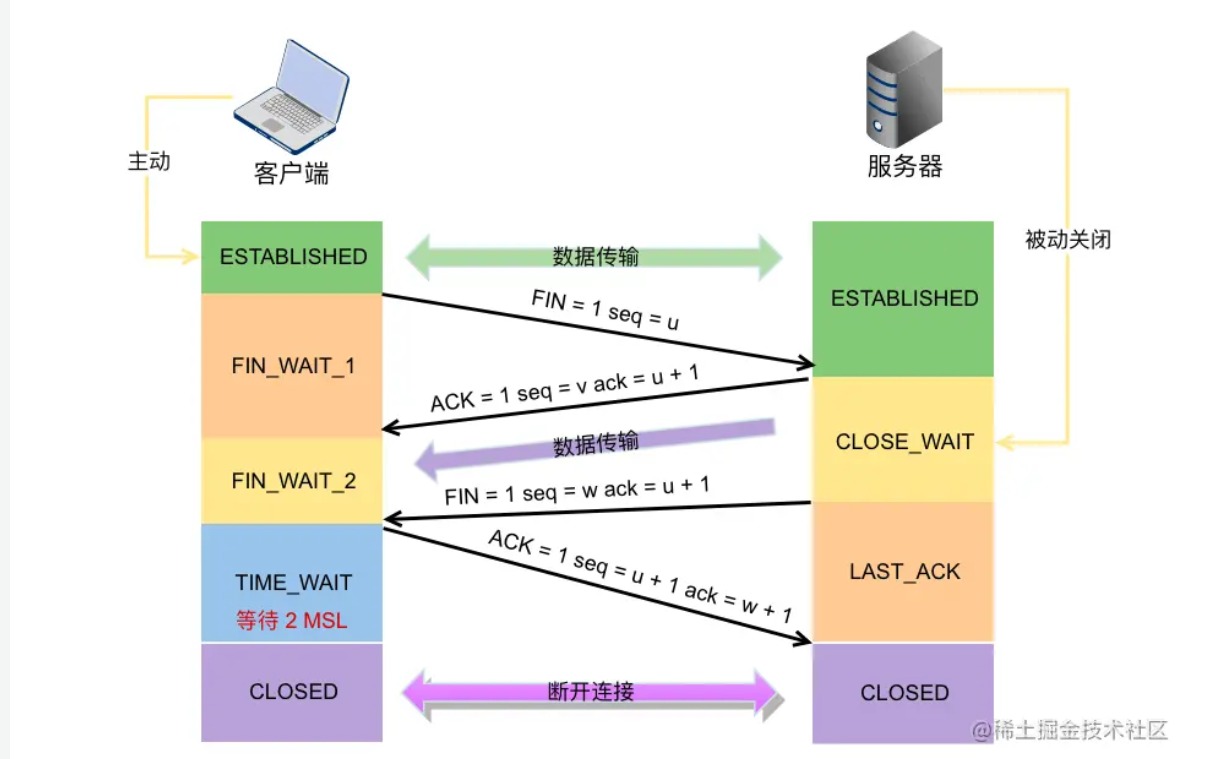 主动
客户端
服务器
被动关闭
ESTABLISHED
数据传输
ESTABLISHED
FIN = 1 seq = u
FIN_WAIT_1
ACK = 1 seq = v ack = u + 1
数据传输
CLOSE_WAIT
FIN_WAIT_2
FIN = 1 seq = w ack = u + 1
ACK = 1 seq = u + 1 ack = w + 1
TIME_WAIT
等待 2 MSL
LAST_ACK
CLOSED
断开连接
CLOSED
@稀土掘金技术社区